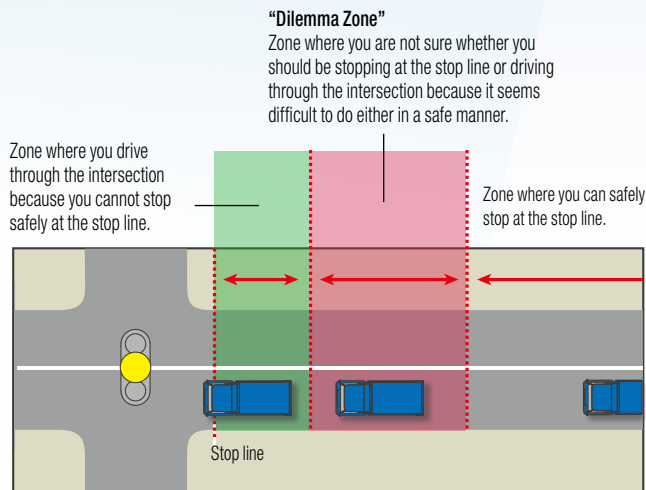 “Dilemma Zone”
Zone where you are not sure whether you
should be stopping at the stop line or driving
through the intersection because it seems
difficult to do either in a safe manner.
Zone where you drive
through the intersection
because you cannot stop
safely at the stop line.
Zone where you can safely
stop at the stop line.
Stop line